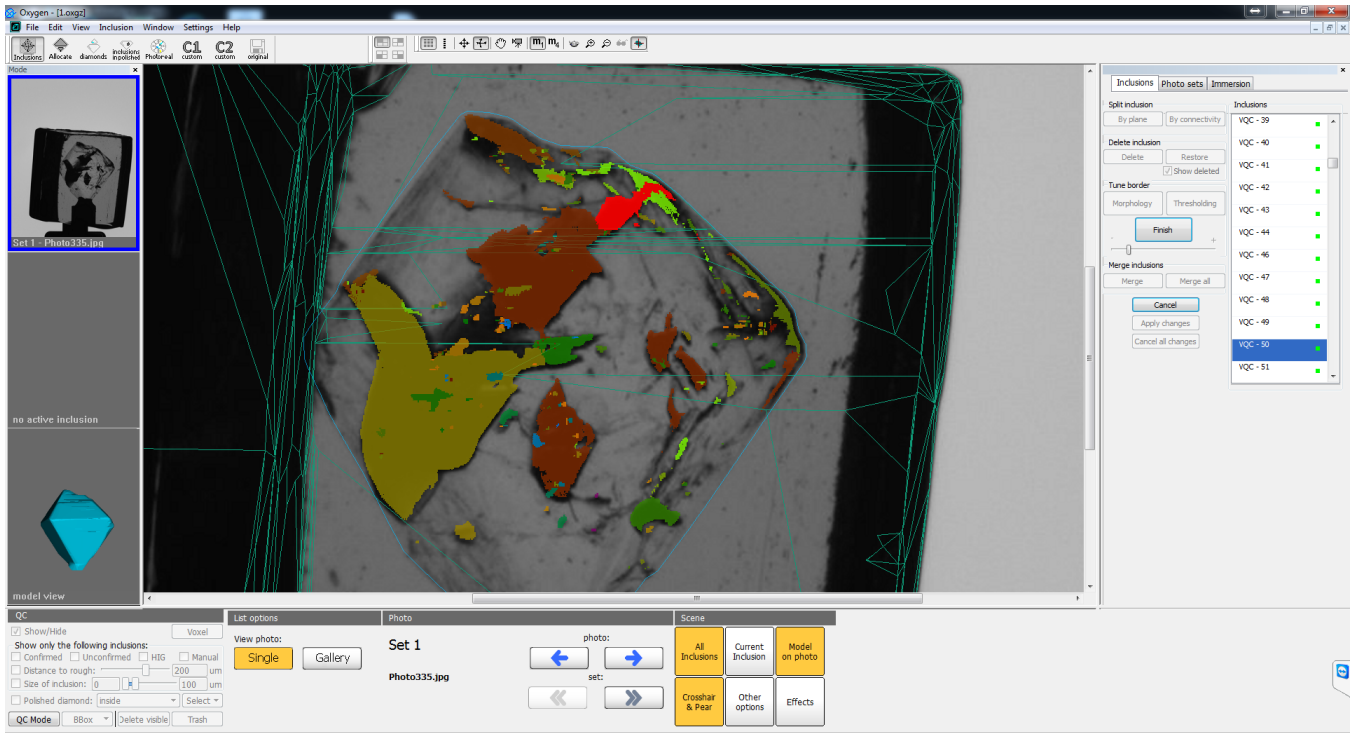 Oxygen - [1.oxgz]
File Edit View Inclusion Window Settings Help
Inclusions Allocate diamonds inclusions inpolished Photoreal C1 custom C2 custom original
Mode
Set 1 - Photo335.jpg
no active inclusion
model view
Inclusions Photo sets Immersion
Split inclusion
By plane By connectivity
Delete inclusion
Delete Restore
Show deleted
Tune border
Morphology Thresholding
Finish
- +
Merge inclusions
Merge Merge all
Cancel
Apply changes
Cancel all changes
Inclusions
VQC - 39
VQC - 40
VQC - 41
VQC - 42
VQC - 43
VQC - 44
VQC - 46
VQC - 47
VQC - 48
VQC - 49
VQC - 50
VQC - 51
QC
Show/Hide Voxel
Show only the following inclusions:
Confirmed Unconfirmed HIG Manual
Distance to rough: 200 um
Size of inclusion: 0 100 um
Polished diamond: inside Select
QC Mode BBox Delete visible Trash
List options
View photo:
Single Gallery
Photo
Set 1
Photo335.jpg
photo:
set:
Scene
All Inclusions
Current Inclusion
Model on photo
Crosshair & Pear
Other options
Effects